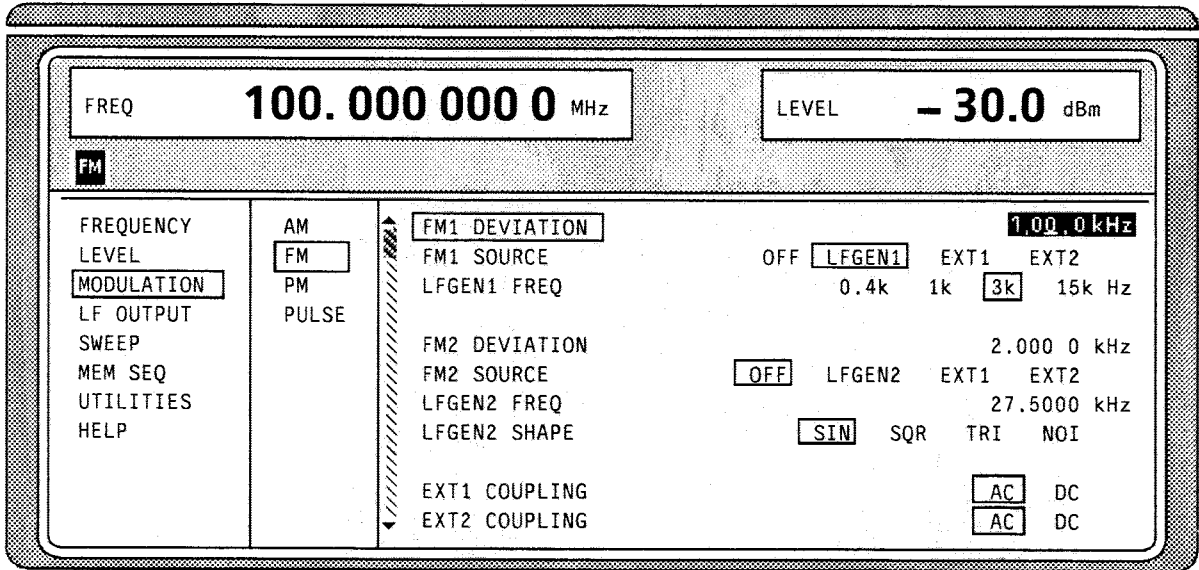 FREQ 100. 000 000 0 MHz
LEVEL – 30.0 dBm
FM
FREQUENCY
LEVEL
MODULATION
LF OUTPUT
SWEEP
MEM SEQ
UTILITIES
HELP
AM
FM
PM
PULSE
FM1 DEVIATION 1,00.0 kHz
FM1 SOURCE OFF LFGEN1 EXT1 EXT2
LFGEN1 FREQ 0.4k 1k 3k 15k Hz
FM2 DEVIATION 2.000 0 kHz
FM2 SOURCE OFF LFGEN2 EXT1 EXT2
LFGEN2 FREQ 27.5000 kHz
LFGEN2 SHAPE SIN SQR TRI NOI
EXT1 COUPLING AC DC
EXT2 COUPLING AC DC